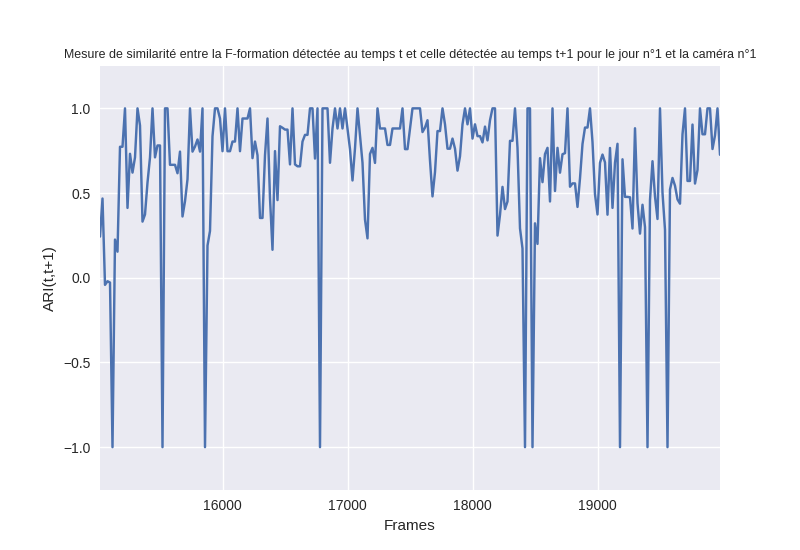 Mesure de similarité entre la F-formation détectée au temps t et celle détectée au temps t+1 pour le jour n°1 et la caméra n°1
1.0
0.5
0.0
−0.5
−1.0
ARI(t,t+1)
16000 17000 18000 19000
Frames